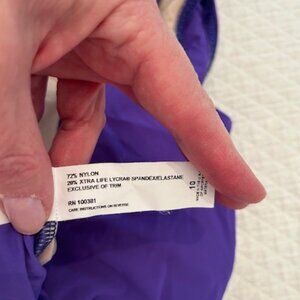 72% NYLON
28% XTRA LIFE LYCRA® SPANDEX/ELASTANE
EXCLUSIVE OF TRIM
RN 100381
CARE INSTRUCTIONS ON REVERSE
10